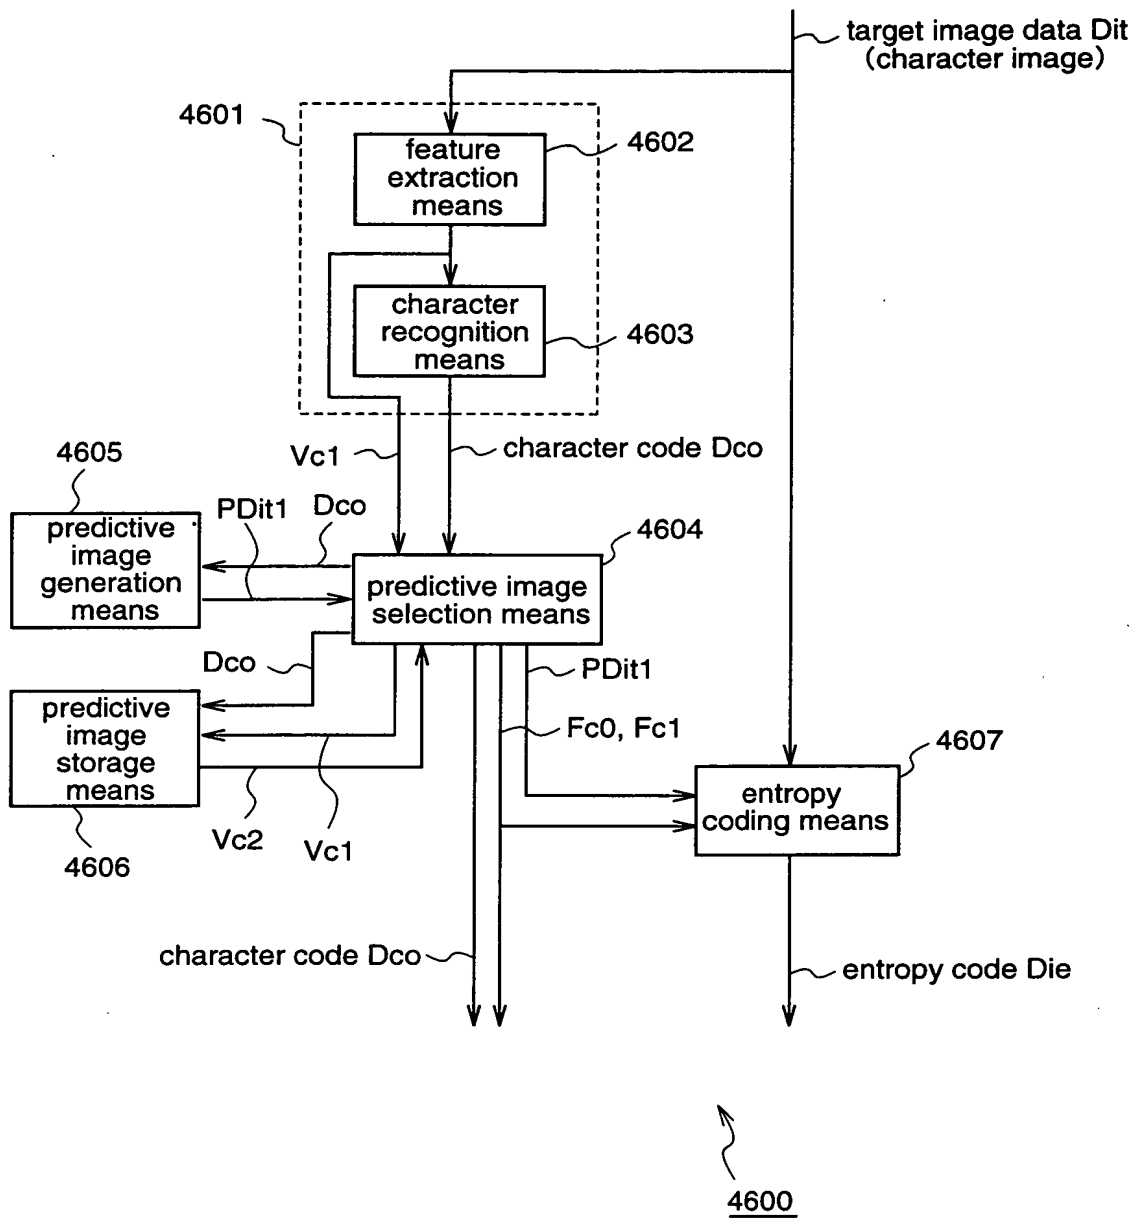 target image data Dit
(character image)
4601
feature
extraction
means
4602
character
recognition
means
4603
Vc1
character code Dco
4605
PDit1
Dco
predictive
image
generation
means
4604
predictive image
selection means
Dco
PDit1
predictive
image
storage
means
Fc0, Fc1
4607
entropy
coding means
Vc2
Vc1
4606
character code Dco
entropy code Die
4600